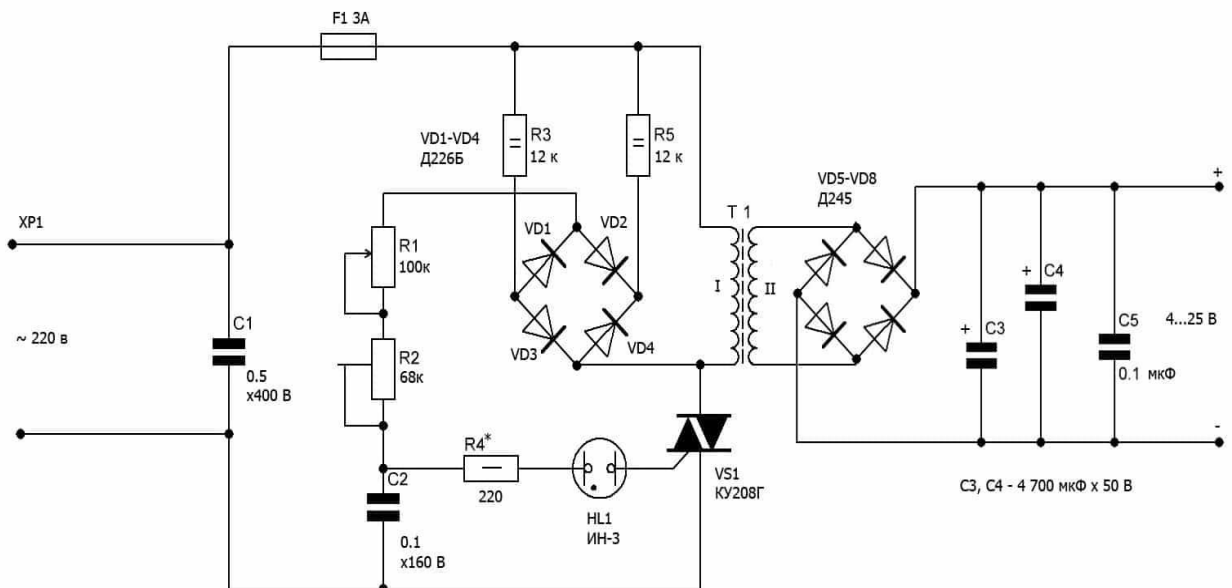 F1 3A
R3
12 к
R5
12 к
VD1-VD4
Д226Б
VD5-VD8
Д245
+
XP1
VD1
VD2
T 1
R1
100к
I
II
+
C4
C1
~ 220 в
VD3
VD4
+
C3
C5
4...25 В
R2
68к
0.5
х400 В
0.1 мкФ
R4*
220
-
VS1
КУ208Г
C2
C3, C4 - 4 700 мкФ х 50 В
HL1
ИН-3
0.1
х160 В